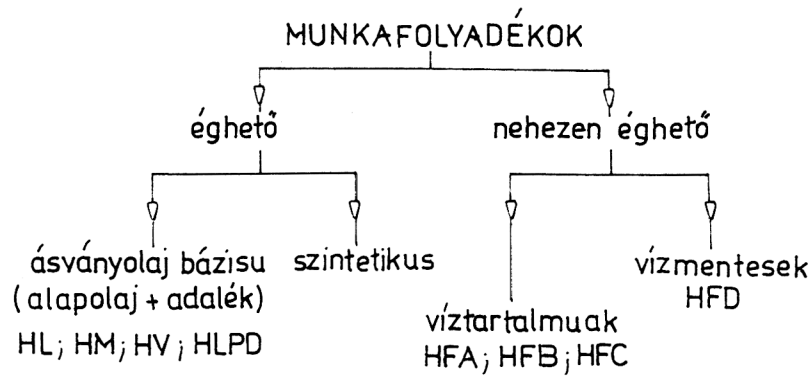 MUNKAFOLYADÉKOK
éghető
nehezen éghető
ásványolaj bázisu
(alapolaj + adalék)
HL; HM; HV; HLPD
szintetikus
víztartalmuak
HFA; HFB; HFC
vízmentesek
HFD